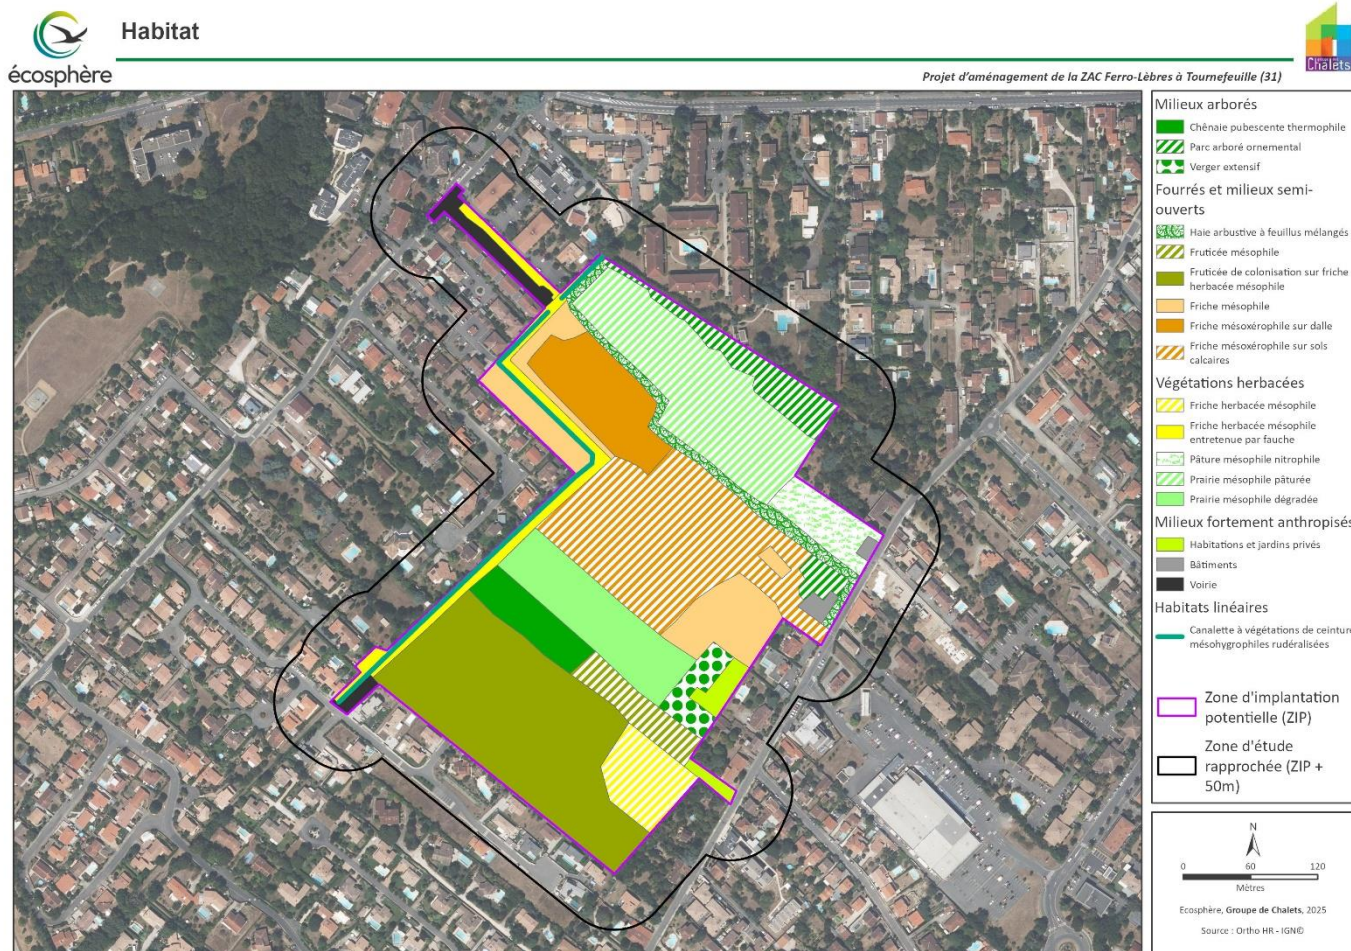 Habitat
écosphère
Chalets
Projet d'aménagement de la ZAC Ferro-Lèbres à Tournefeuille (31)
Milieux arborés
Chênaie pubescente thermophile
Parc arboré ornemental
Verger extensif
Fourrés et milieux semi-
ouverts
Haie arbustive à feuillus mélangés
Fruticée mésophile
Fruticée de colonisation sur friche
herbacée mésophile
Friche mésophile
Friche mésoxérophile sur dalle
Friche mésoxérophile sur sols
calcaires
Végétations herbacées
Friche herbacée mésophile
Friche herbacée mésophile
entretenue par fauche
Pâture mésophile nitrophile
Prairie mésophile pâturée
Prairie mésophile dégradée
Milieux fortement anthropisés
Habitations et jardins privés
Bâtiments
Voirie
Habitats linéaires
Canalette à végétations de ceinture
mésohygrophiles rudéralisées
Zone d'implantation
potentielle (ZIP)
Zone d'étude
rapprochée (ZIP +
50m)
N
0 60 120
Mètres
Ecosphère, Groupe de Chalets, 2025
Source : Ortho HR - IGN©